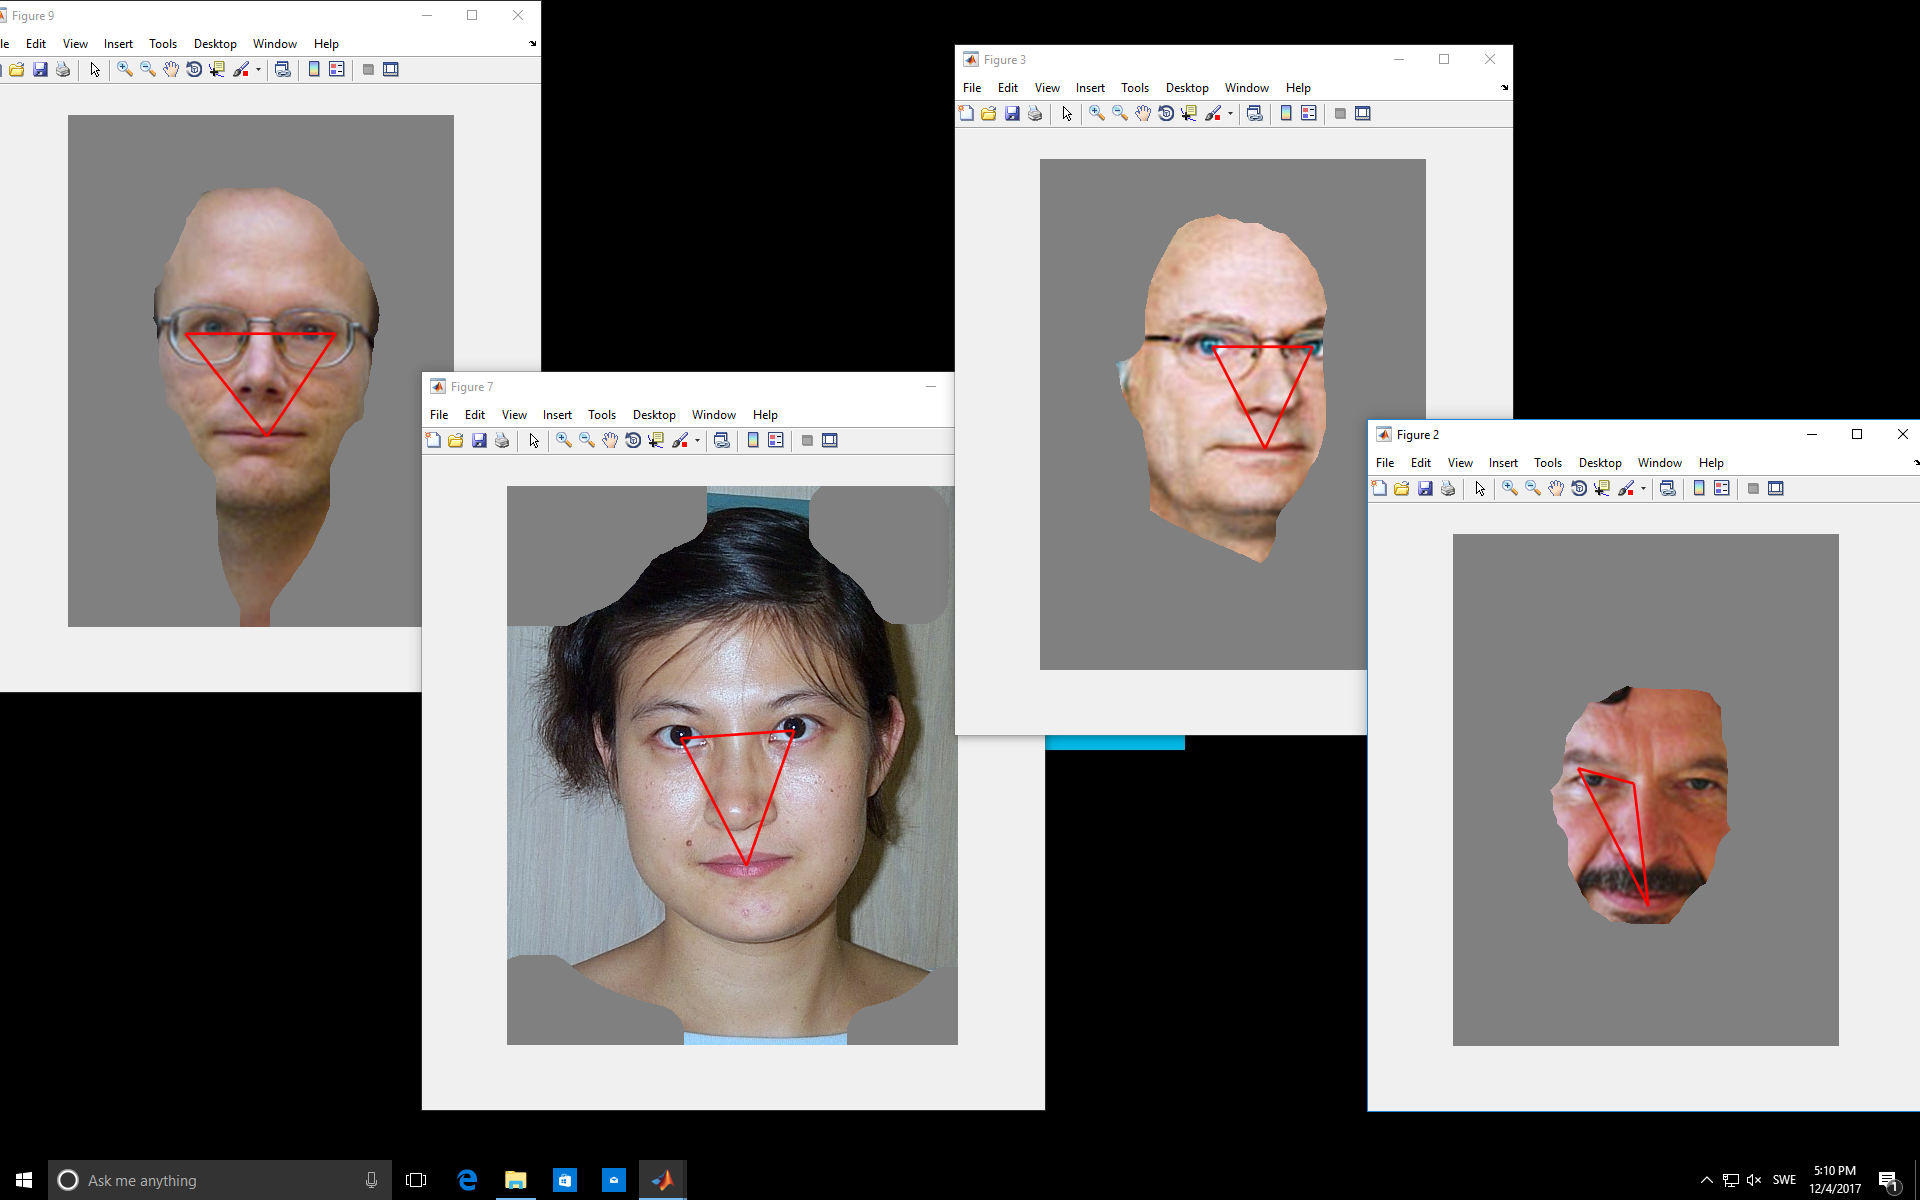 Figure 9
le Edit View Insert Tools Desktop Window Help
Figure 3
File Edit View Insert Tools Desktop Window Help
Figure 7
File Edit View Insert Tools Desktop Window Help
Figure 2
File Edit View Insert Tools Desktop Window Help
Ask me anything
SWE
5:10 PM
12/4/2017
1